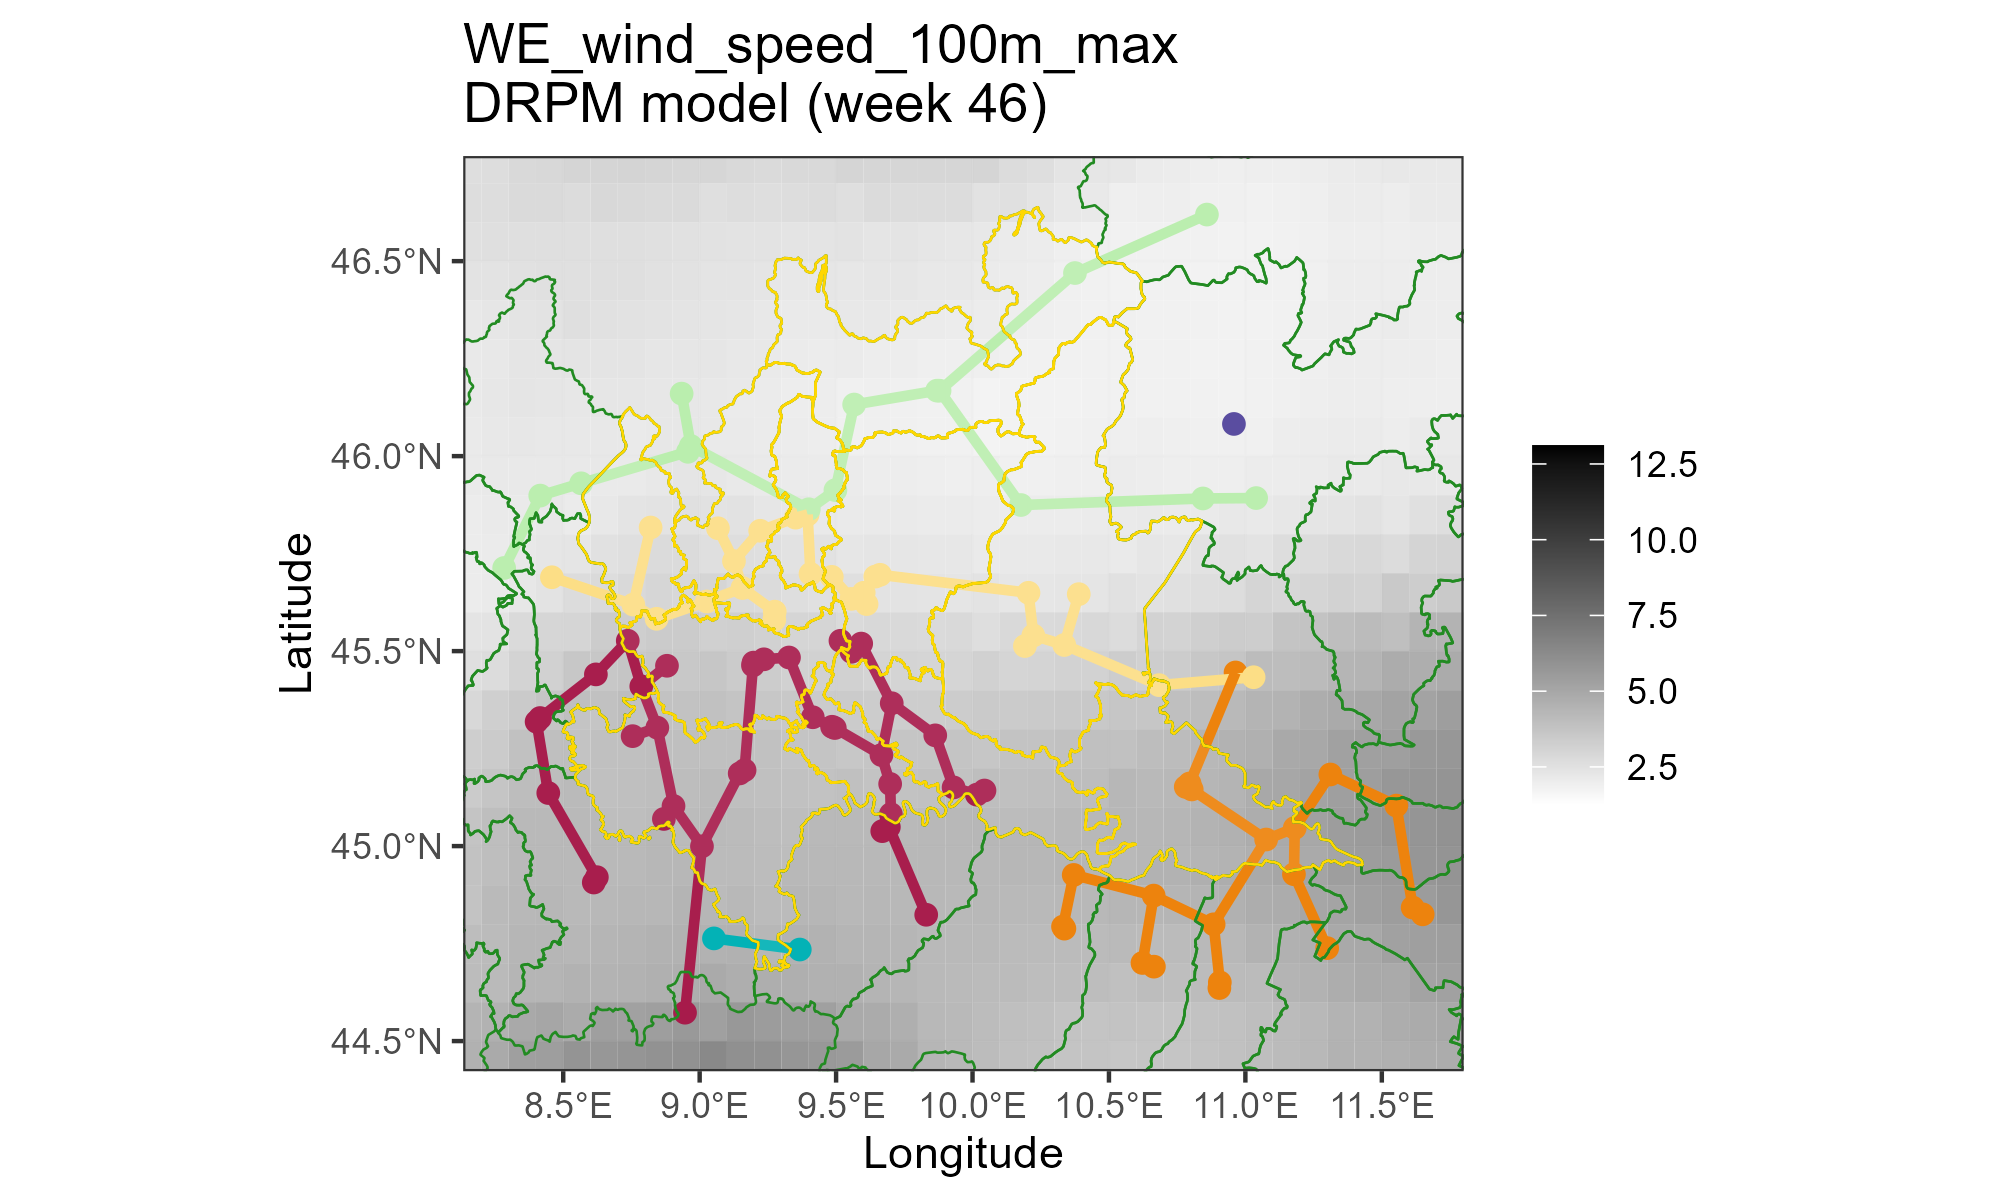 WE_wind_speed_100m_max
DRPM model (week 46)
Latitude
46.5°N
46.0°N
45.5°N
45.0°N
44.5°N
8.5°E
9.0°E
9.5°E
10.0°E
10.5°E
11.0°E
11.5°E
Longitude
12.5
10.0
7.5
5.0
2.5